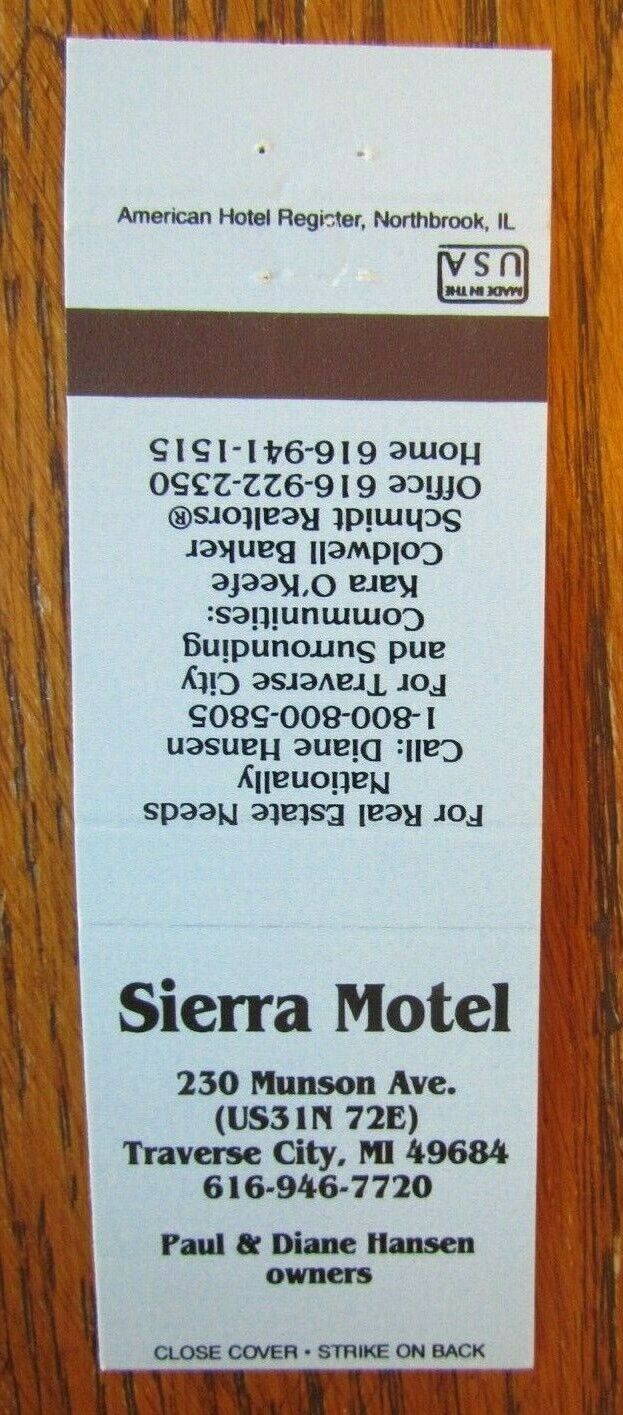 American Hotel Register, Northbrook, IL
MADE IN THE
USA
For Real Estate Needs
Nationally
Call: Diane Hansen
1-800-800-5805
For Traverse City
and Surrounding
Communities:
Kara O'Keefe
Coldwell Banker
Schmidt Realtors®
Office 616-922-2350
Home 616-941-1515
Sierra Motel
230 Munson Ave.
(US31N 72E)
Traverse City, MI 49684
616-946-7720
Paul & Diane Hansen
owners
CLOSE COVER • STRIKE ON BACK